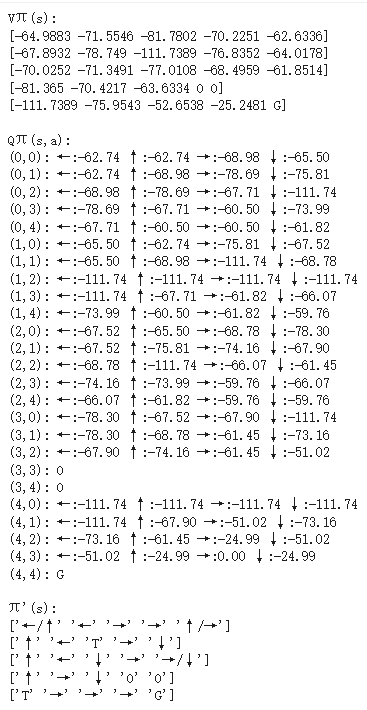 Vπ(s):
[-64.9883 -71.5546 -81.7802 -70.2251 -62.6336]
[-67.8932 -78.749 -111.7389 -76.8352 -64.0178]
[-70.0252 -71.3491 -77.0108 -68.4959 -61.8514]
[-81.365 -70.4217 -63.6334 0 0]
[-111.7389 -75.9543 -52.6538 -25.2481 G]
Qπ(s,a):
(0,0): ←:-62.74 ↑:-62.74 →:-68.98 ↓:-65.50
(0,1): ←:-62.74 ↑:-68.98 →:-78.69 ↓:-75.81
(0,2): ←:-68.98 ↑:-78.69 →:-67.71 ↓:-111.74
(0,3): ←:-78.69 ↑:-67.71 →:-60.50 ↓:-73.99
(0,4): ←:-67.71 ↑:-60.50 →:-60.50 ↓:-61.82
(1,0): ←:-65.50 ↑:-62.74 →:-75.81 ↓:-67.52
(1,1): ←:-65.50 ↑:-68.98 →:-111.74 ↓:-68.78
(1,2): ←:-111.74 ↑:-111.74 →:-111.74 ↓:-111.74
(1,3): ←:-111.74 ↑:-67.71 →:-61.82 ↓:-66.07
(1,4): ←:-73.99 ↑:-60.50 →:-61.82 ↓:-59.76
(2,0): ←:-67.52 ↑:-65.50 →:-68.78 ↓:-78.30
(2,1): ←:-67.52 ↑:-75.81 →:-74.16 ↓:-67.90
(2,2): ←:-68.78 ↑:-111.74 →:-66.07 ↓:-61.45
(2,3): ←:-74.16 ↑:-73.99 →:-59.76 ↓:-66.07
(2,4): ←:-66.07 ↑:-61.82 →:-59.76 ↓:-59.76
(3,0): ←:-78.30 ↑:-67.52 →:-67.90 ↓:-111.74
(3,1): ←:-78.30 ↑:-68.78 →:-61.45 ↓:-73.16
(3,2): ←:-67.90 ↑:-74.16 →:-61.45 ↓:-51.02
(3,3): O
(3,4): O
(4,0): ←:-111.74 ↑:-111.74 →:-111.74 ↓:-111.74
(4,1): ←:-111.74 ↑:-67.90 →:-51.02 ↓:-73.16
(4,2): ←:-73.16 ↑:-61.45 →:-24.99 ↓:-51.02
(4,3): ←:-51.02 ↑:-24.99 →:0.00 ↓:-24.99
(4,4): G
π'(s):
['←/↑' '←' '→' '→' '↑/→']
['↑' '←' 'T' '→' '↓']
['↑' '←' '↓' '→' '→/↓']
['↑' '→' '↓' 'O' 'O']
['T' '→' '→' '→' 'G']